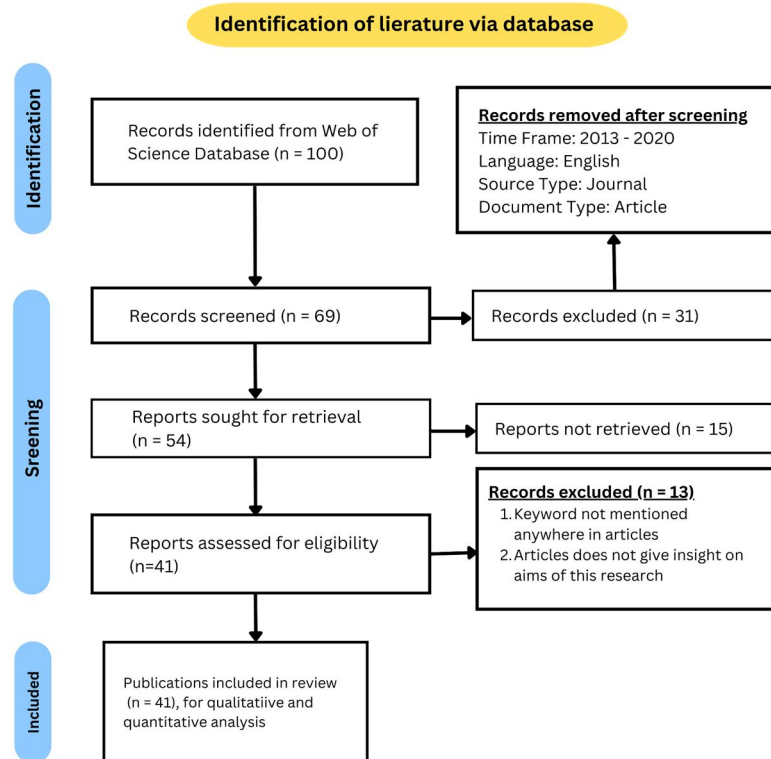 Identification of lierature via database
Identification
Records identified from Web of
Science Database (n = 100)
Records removed after screening
Time Frame: 2013 - 2020
Language: English
Source Type: Journal
Document Type: Article
Sreening
Records screened (n = 69)
Records excluded (n = 31)
Reports sought for retrieval
(n = 54)
Reports not retrieved (n = 15)
Reports assessed for eligibility
(n=41)
Records excluded (n = 13)
1. Keyword not mentioned
anywhere in articles
2. Articles does not give insight on
aims of this research
Included
Publications included in review
(n = 41), for qualitatiive and
quantitative analysis